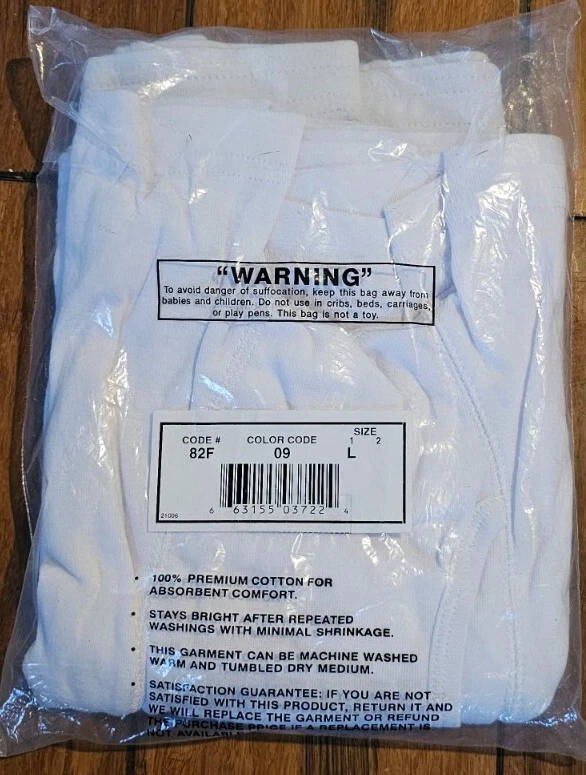 “WARNING”
To avoid danger of suffocation, keep this bag away from
babies and children. Do not use in cribs, beds, carriages,
or play pens. This bag is not a toy.
SIZE
CODE # COLOR CODE 1 2
82F 09 L
6 63155 03722 4
21006
• 100% PREMIUM COTTON FOR
ABSORBENT COMFORT.
• STAYS BRIGHT AFTER REPEATED
WASHINGS WITH MINIMAL SHRINKAGE.
• THIS GARMENT CAN BE MACHINE WASHED
WARM AND TUMBLED DRY MEDIUM.
• SATISFACTION GUARANTEE: IF YOU ARE NOT
SATISFIED WITH THIS PRODUCT, RETURN IT AND
WE WILL REPLACE THE GARMENT OR REFUND
THE PURCHASE PRICE IF A REPLACEMENT IS
NOT AVAILABLE